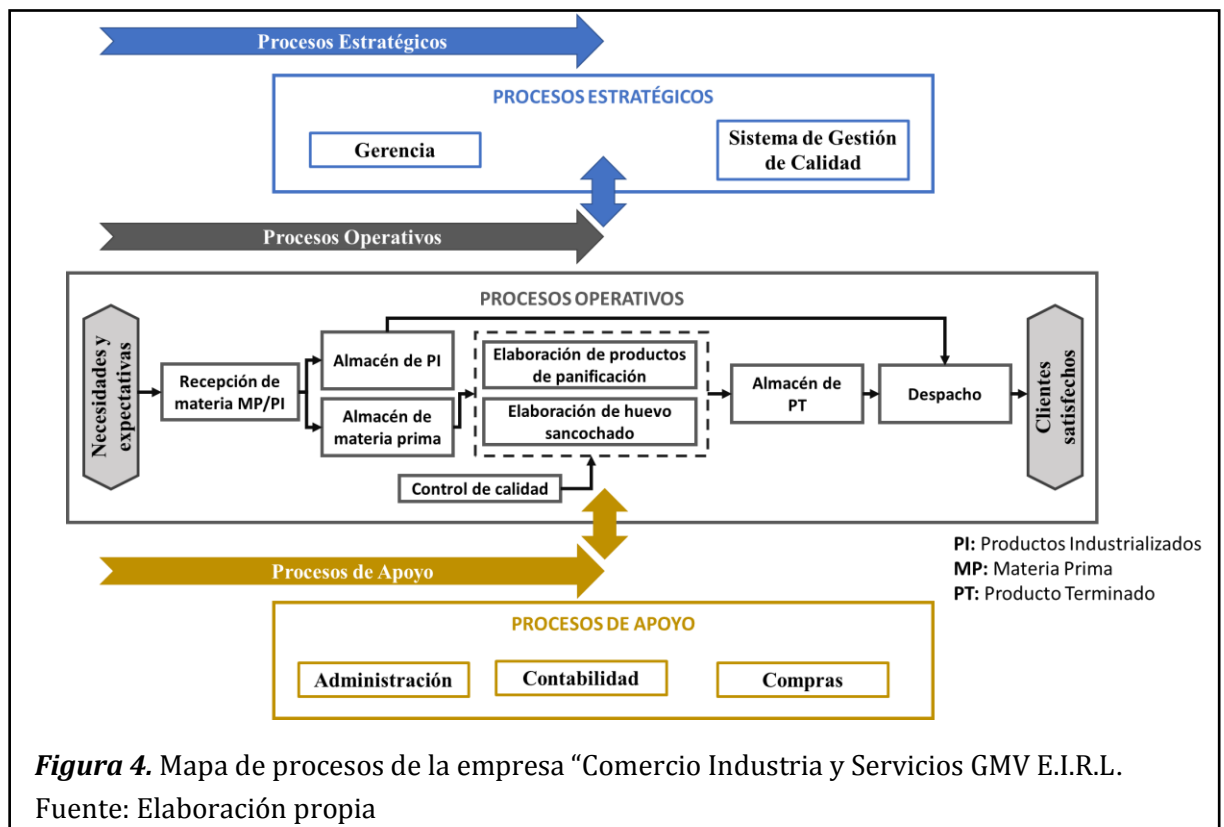 Procesos Estratégicos
PROCESOS ESTRATÉGICOS
Gerencia
Sistema de Gestión
de Calidad
Procesos Operativos
PROCESOS OPERATIVOS
Necesidades y
expectativas
Recepción de
materia MP/PI
Almacén de PI
Almacén de
materia prima
Elaboración de productos
de panificación
Elaboración de huevo
sancochado
Control de calidad
Almacén de
PT
Despacho
Clientes
satisfechos
Procesos de Apoyo
PI: Productos Industrializados
MP: Materia Prima
PT: Producto Terminado
PROCESOS DE APOYO
Administración
Contabilidad
Compras
Figura 4. Mapa de procesos de la empresa “Comercio Industria y Servicios GMV E.I.R.L.
Fuente: Elaboración propia